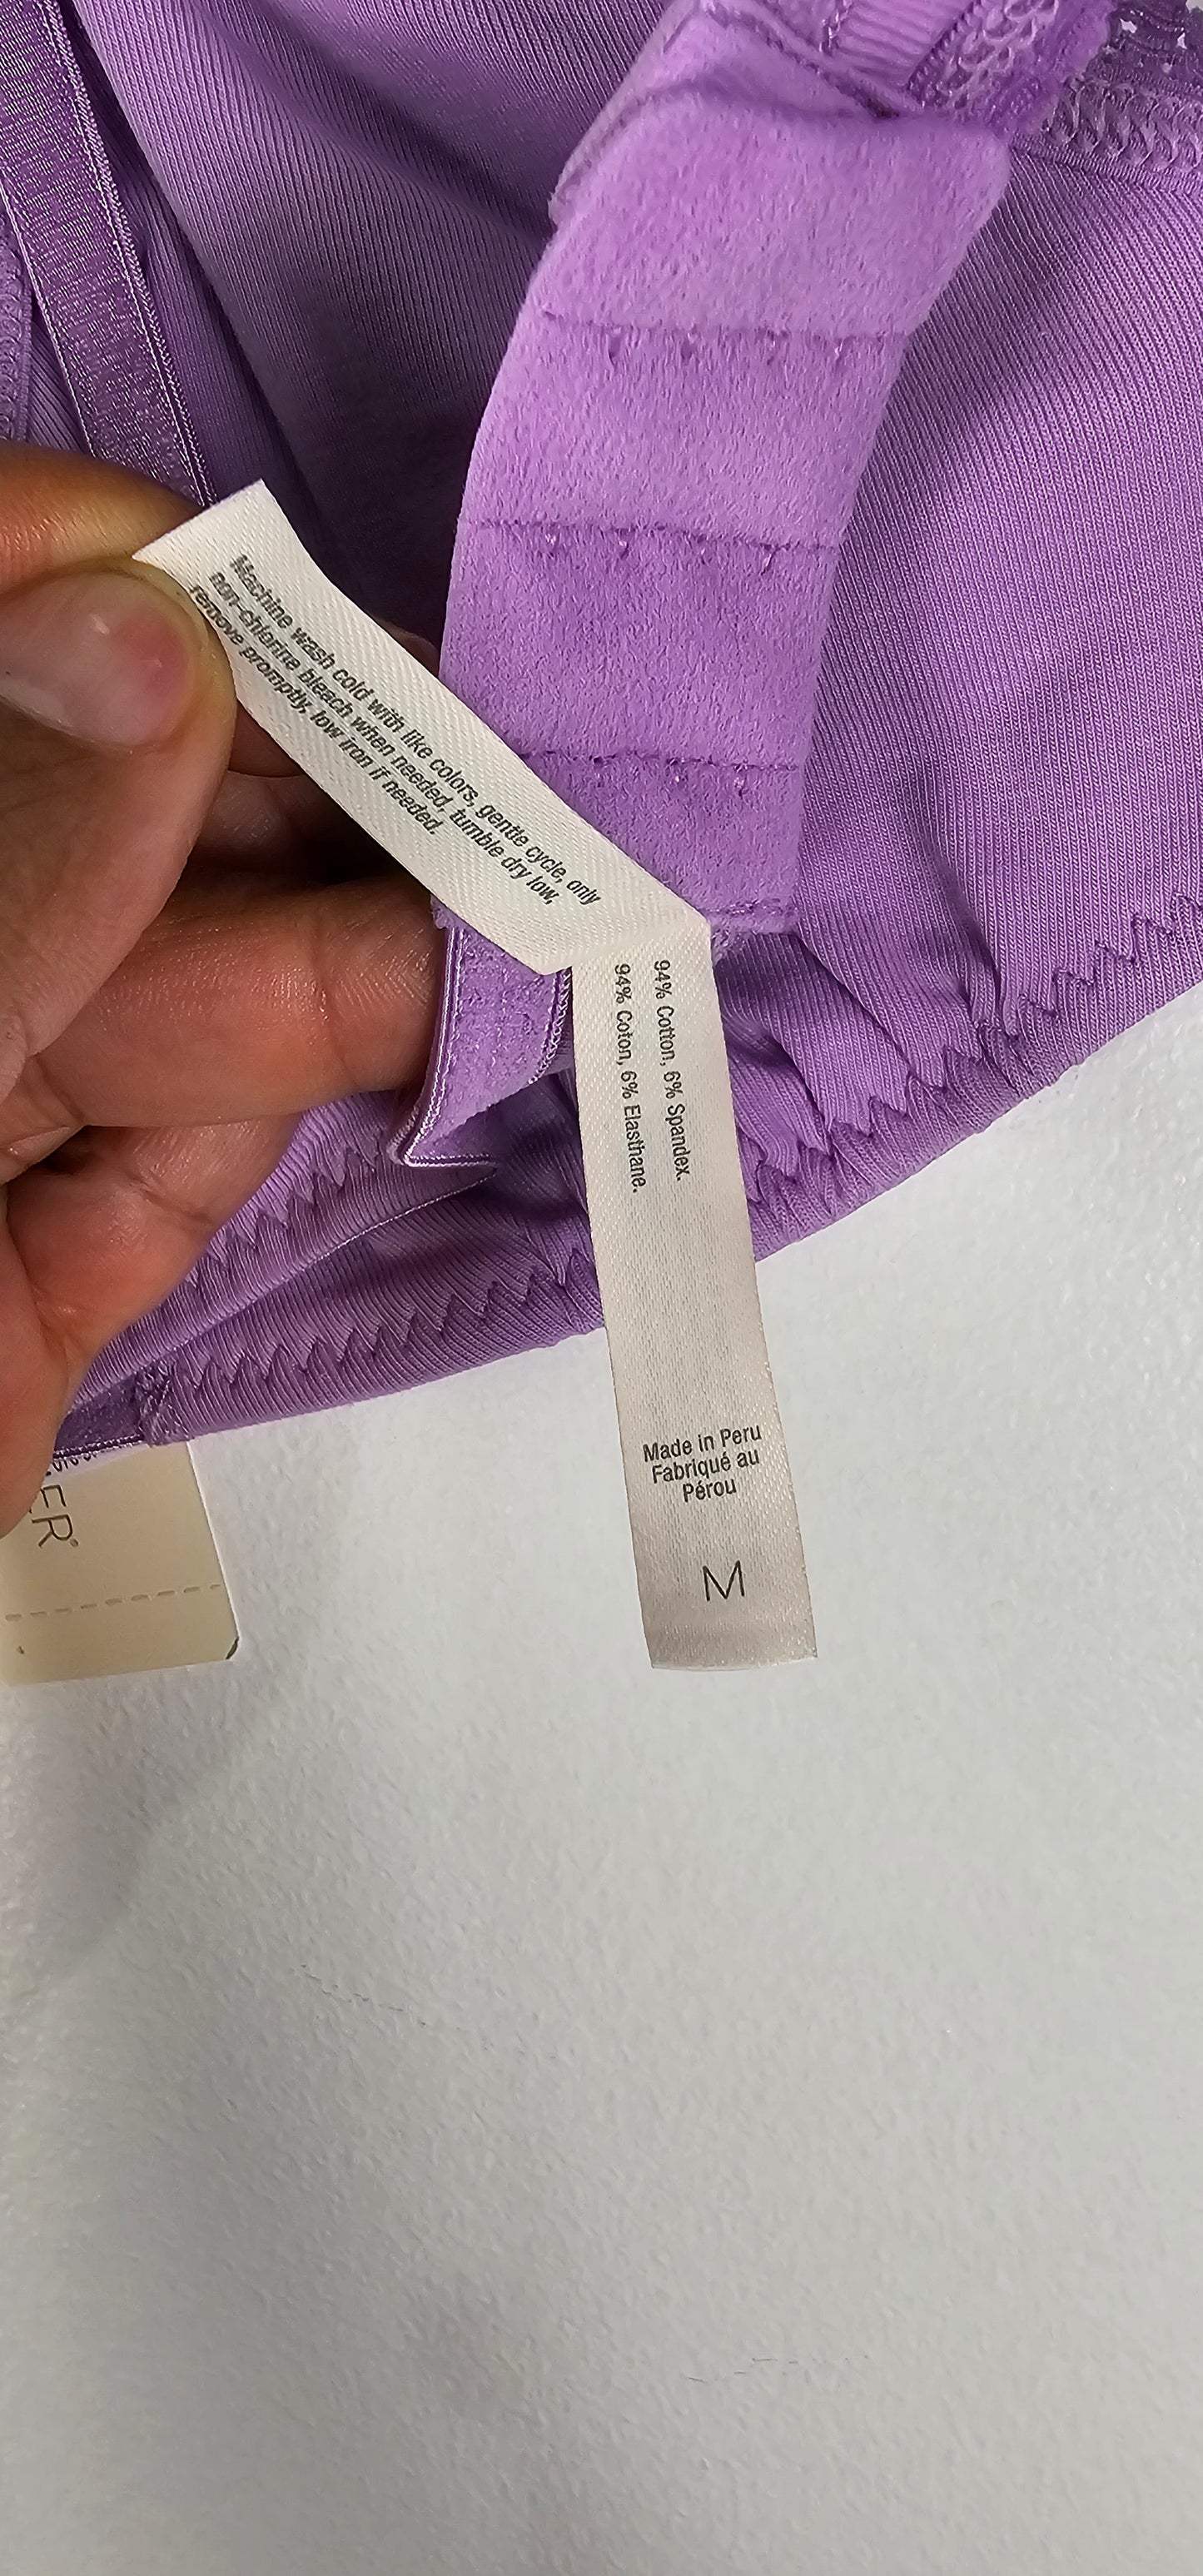 Machine wash cold with like colors, gentle cycle, only
non-chlorine bleach when needed, tumble dry low,
remove promptly, low iron if needed.
94% Cotton, 6% Spandex.
94% Coton, 6% Elasthane.
Made in Peru
Fabriqué au
Pérou
M
ER